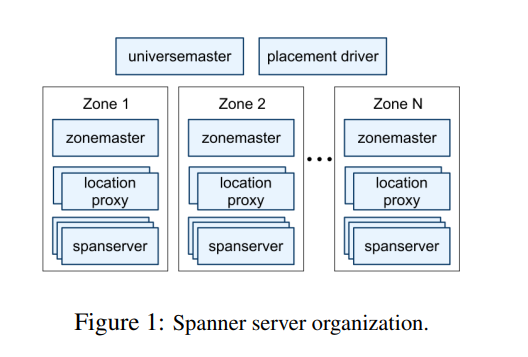 universemaster placement driver
Zone 1 Zone 2 Zone N
zonemaster zonemaster ... zonemaster
location location location
proxy proxy proxy
spanserver spanserver spanserver
Figure 1: Spanner server organization.